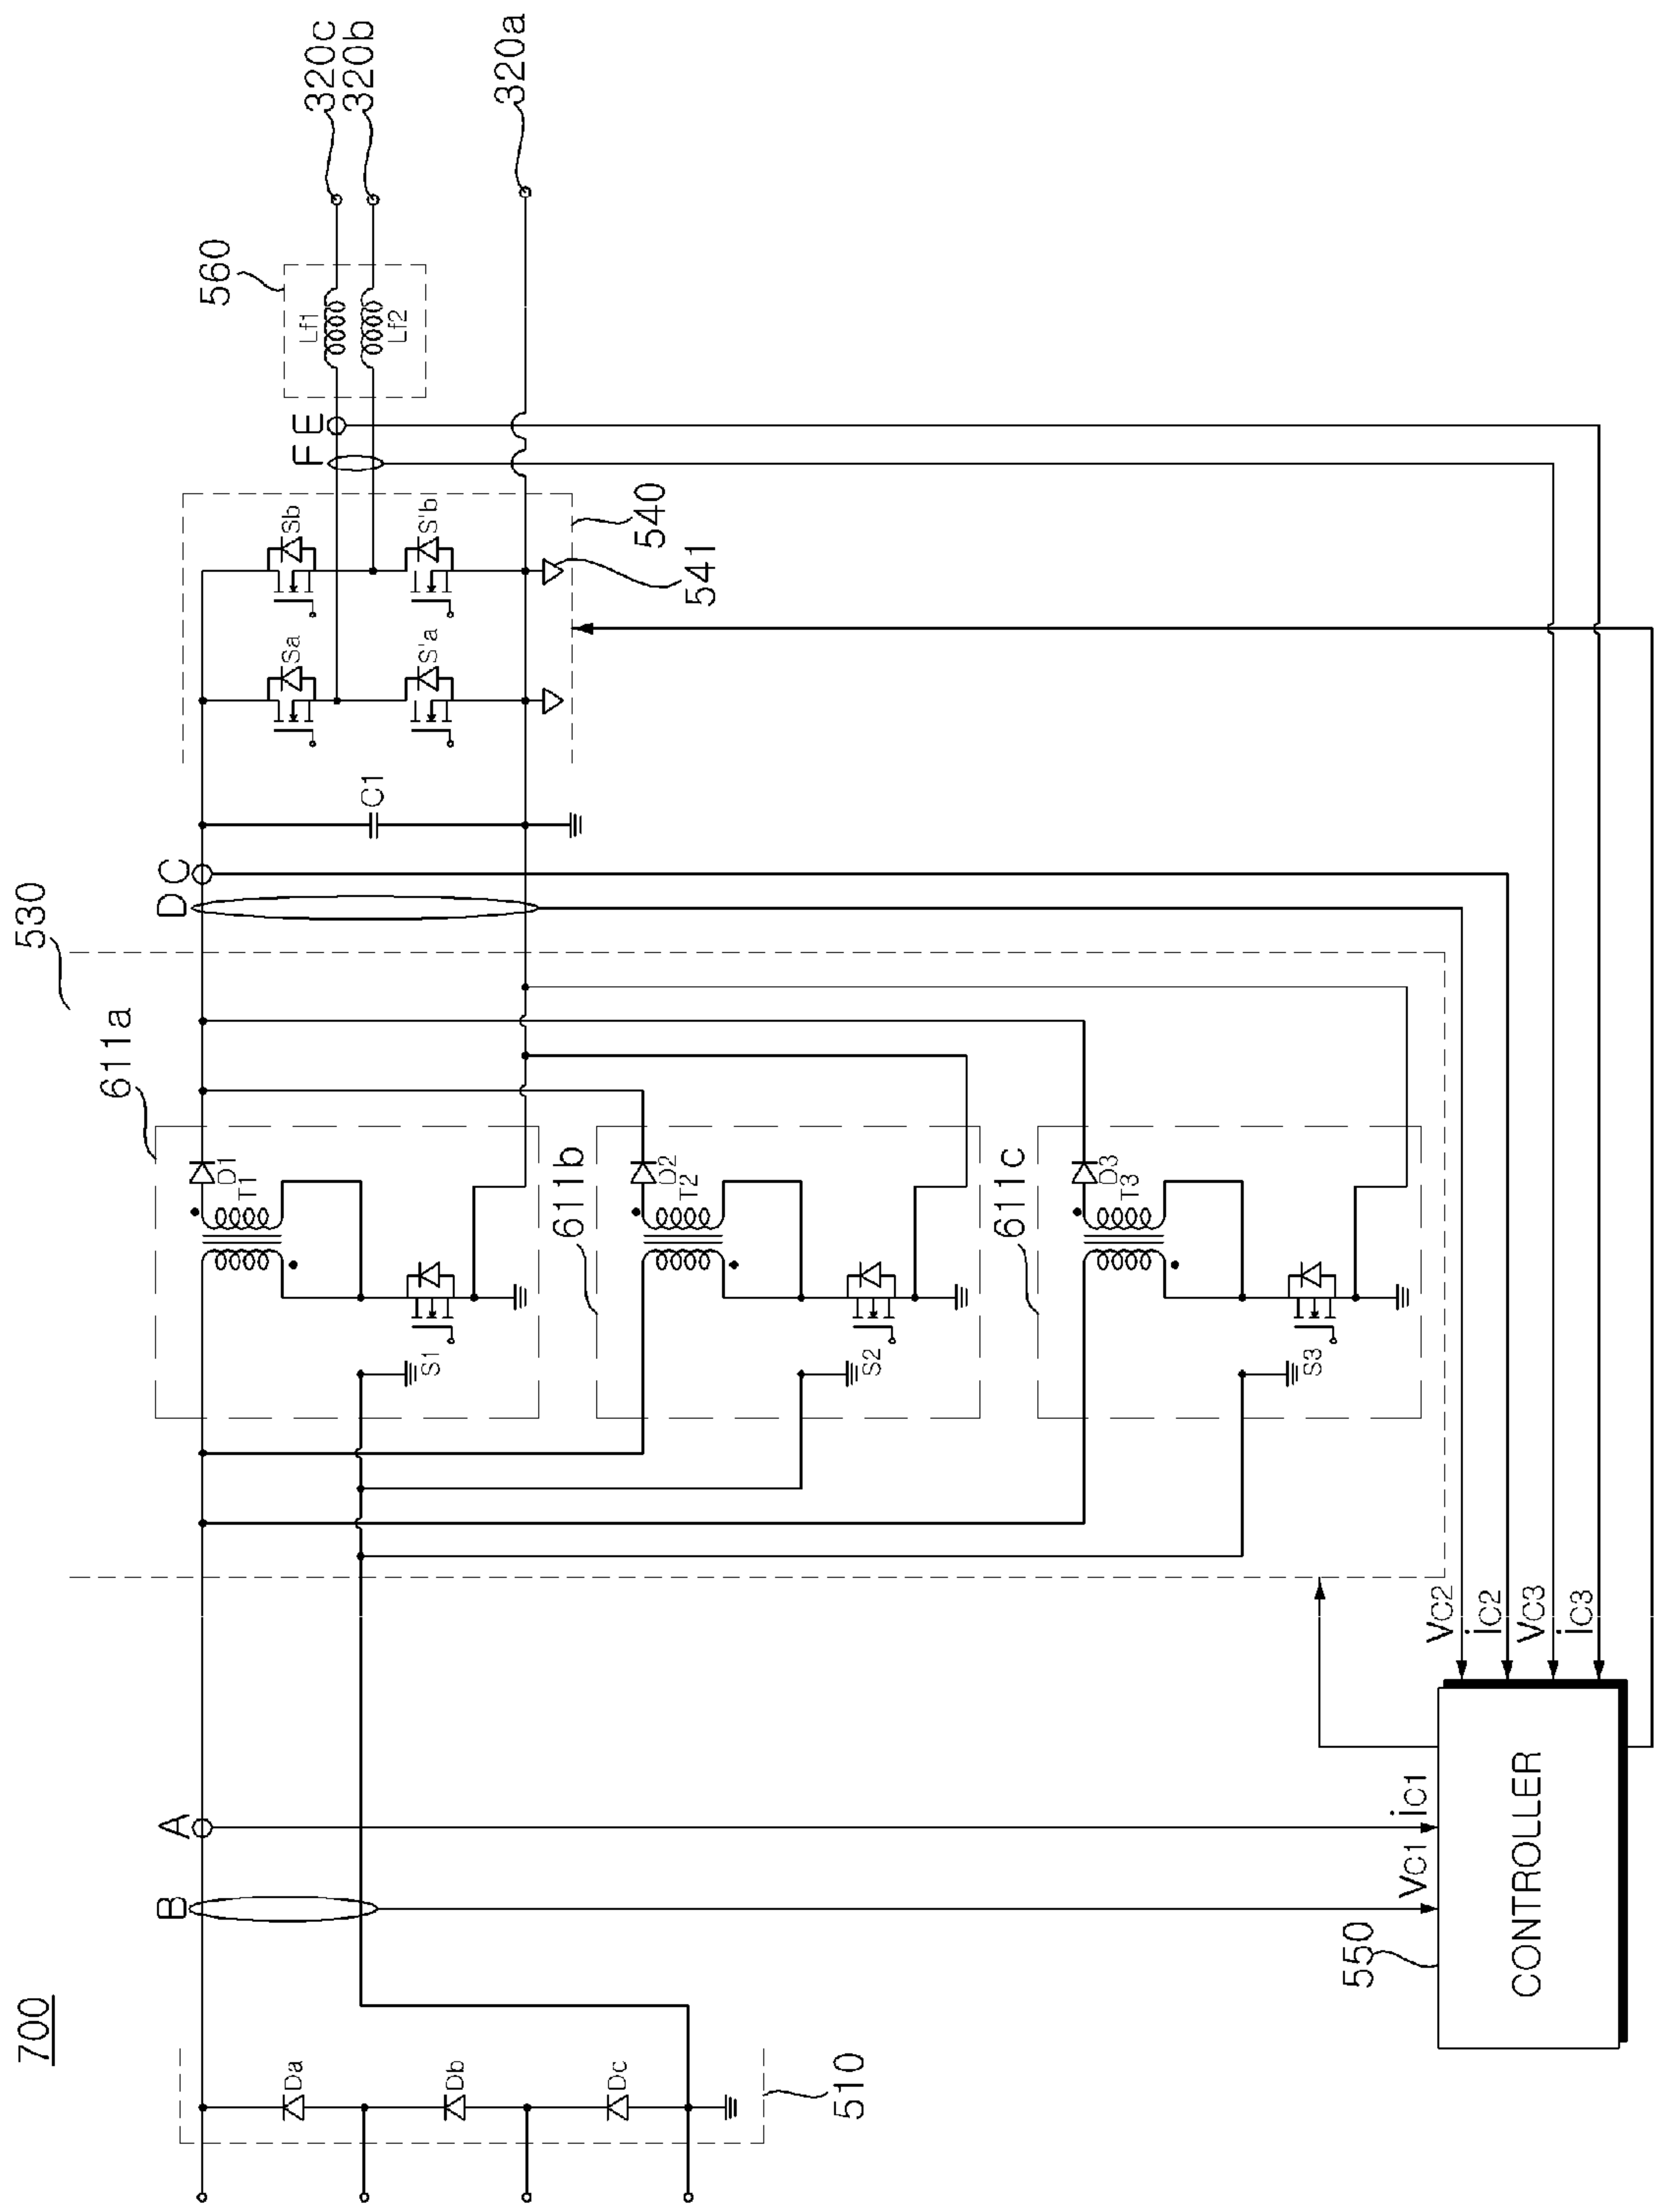 700
510
Da
Db
Dc
B
A
550
CONTROLLER
VC1
iC1
VC2
iC2
VC3
iC3
530
611a
T1
D1
S1
611b
T2
D2
S2
611c
T3
D3
S3
D
C
C1
Sa
S'a
Sb
S'b
540
541
F
E
560
Lf1
Lf2
320c
320b
320a